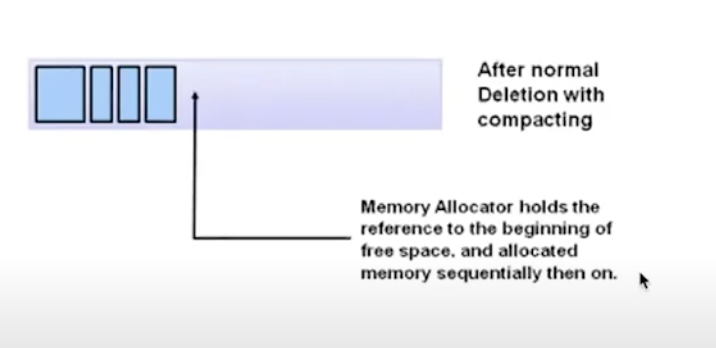 After normal
Deletion with
compacting
Memory Allocator holds the
reference to the beginning of
free space, and allocated
memory sequentially then on.